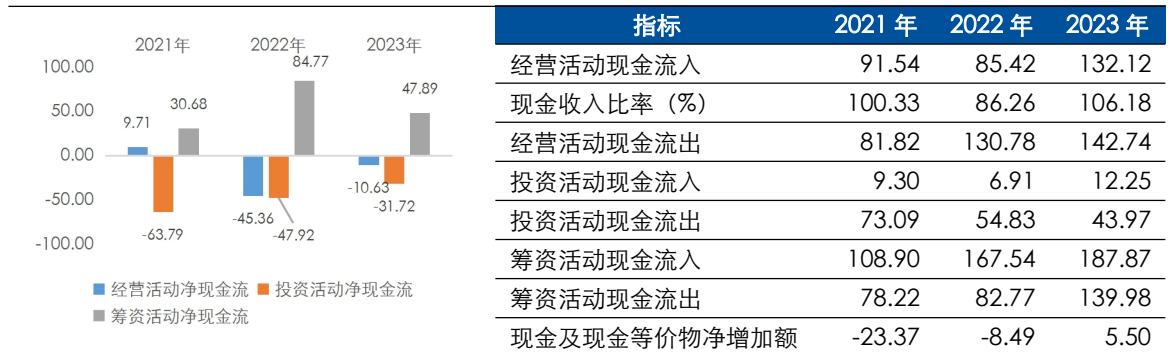 2021年 2022年 2023年
100.00
50.00
0.00
-50.00
-100.00
9.71
-63.79
30.68
-45.36
-47.92
84.77
-10.63
-31.72
47.89
经营活动净现金流 投资活动净现金流
筹资活动净现金流
指标 2021 年 2022 年 2023 年
经营活动现金流入 91.54 85.42 132.12
现金收入比率（%） 100.33 86.26 106.18
经营活动现金流出 81.82 130.78 142.74
投资活动现金流入 9.30 6.91 12.25
投资活动现金流出 73.09 54.83 43.97
筹资活动现金流入 108.90 167.54 187.87
筹资活动现金流出 78.22 82.77 139.98
现金及现金等价物净增加额 -23.37 -8.49 5.50